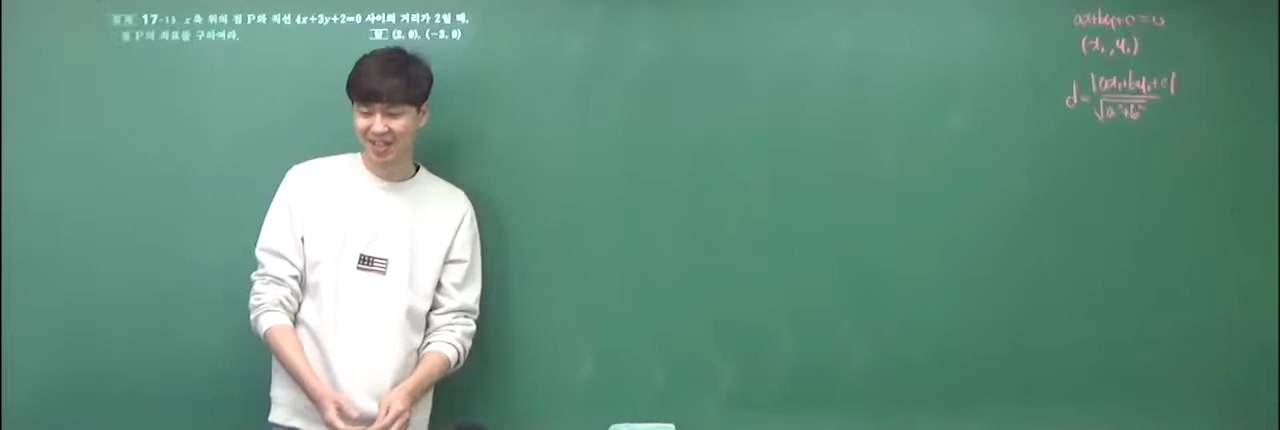 17-13. x축 위의 점 P와 직선 4x+3y+2=0 사이의 거리가 2일 때,
점 P의 좌표를 구하여라.
답 (2, 0), (-3, 0)
ax+by+c=0
(x₁, y₁)
d=|ax₁+by₁+c|/√a²+b²